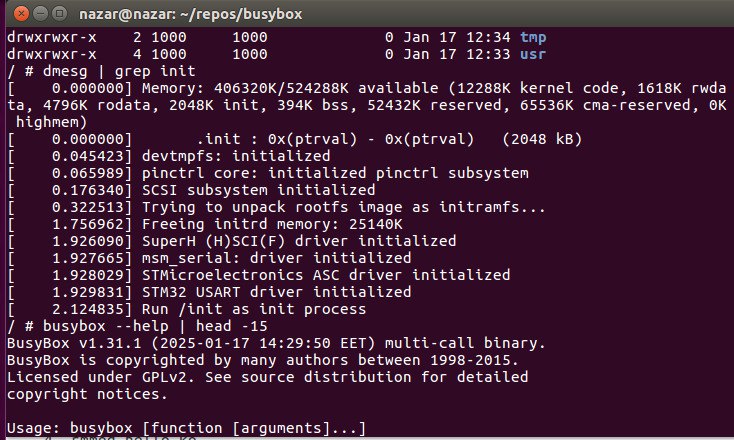 nazar@nazar: ~/repos/busybox
drwxrwxr-x    2 1000     1000             0 Jan 17 12:34 tmp
drwxrwxr-x    4 1000     1000             0 Jan 17 12:33 usr
/ # dmesg | grep init
[    0.000000] Memory: 406320K/524288K available (12288K kernel code, 1618K rwda
ta, 4796K rodata, 2048K init, 394K bss, 52432K reserved, 65536K cma-reserved, 0K
 highmem)
[    0.000000]       .init : 0x(ptrval) - 0x(ptrval)   (2048 kB)
[    0.045423] devtmpfs: initialized
[    0.065989] pinctrl core: initialized pinctrl subsystem
[    0.176340] SCSI subsystem initialized
[    0.322513] Trying to unpack rootfs image as initramfs...
[    1.756962] Freeing initrd memory: 25140K
[    1.926090] SuperH (H)SCI(F) driver initialized
[    1.927665] msm_serial: driver initialized
[    1.928029] STMicroelectronics ASC driver initialized
[    1.929831] STM32 USART driver initialized
[    2.124835] Run /init as init process
/ # busybox --help | head -15
BusyBox v1.31.1 (2025-01-17 14:29:50 EET) multi-call binary.
BusyBox is copyrighted by many authors between 1998-2015.
Licensed under GPLv2. See source distribution for detailed
copyright notices.

Usage: busybox [function [arguments]...]